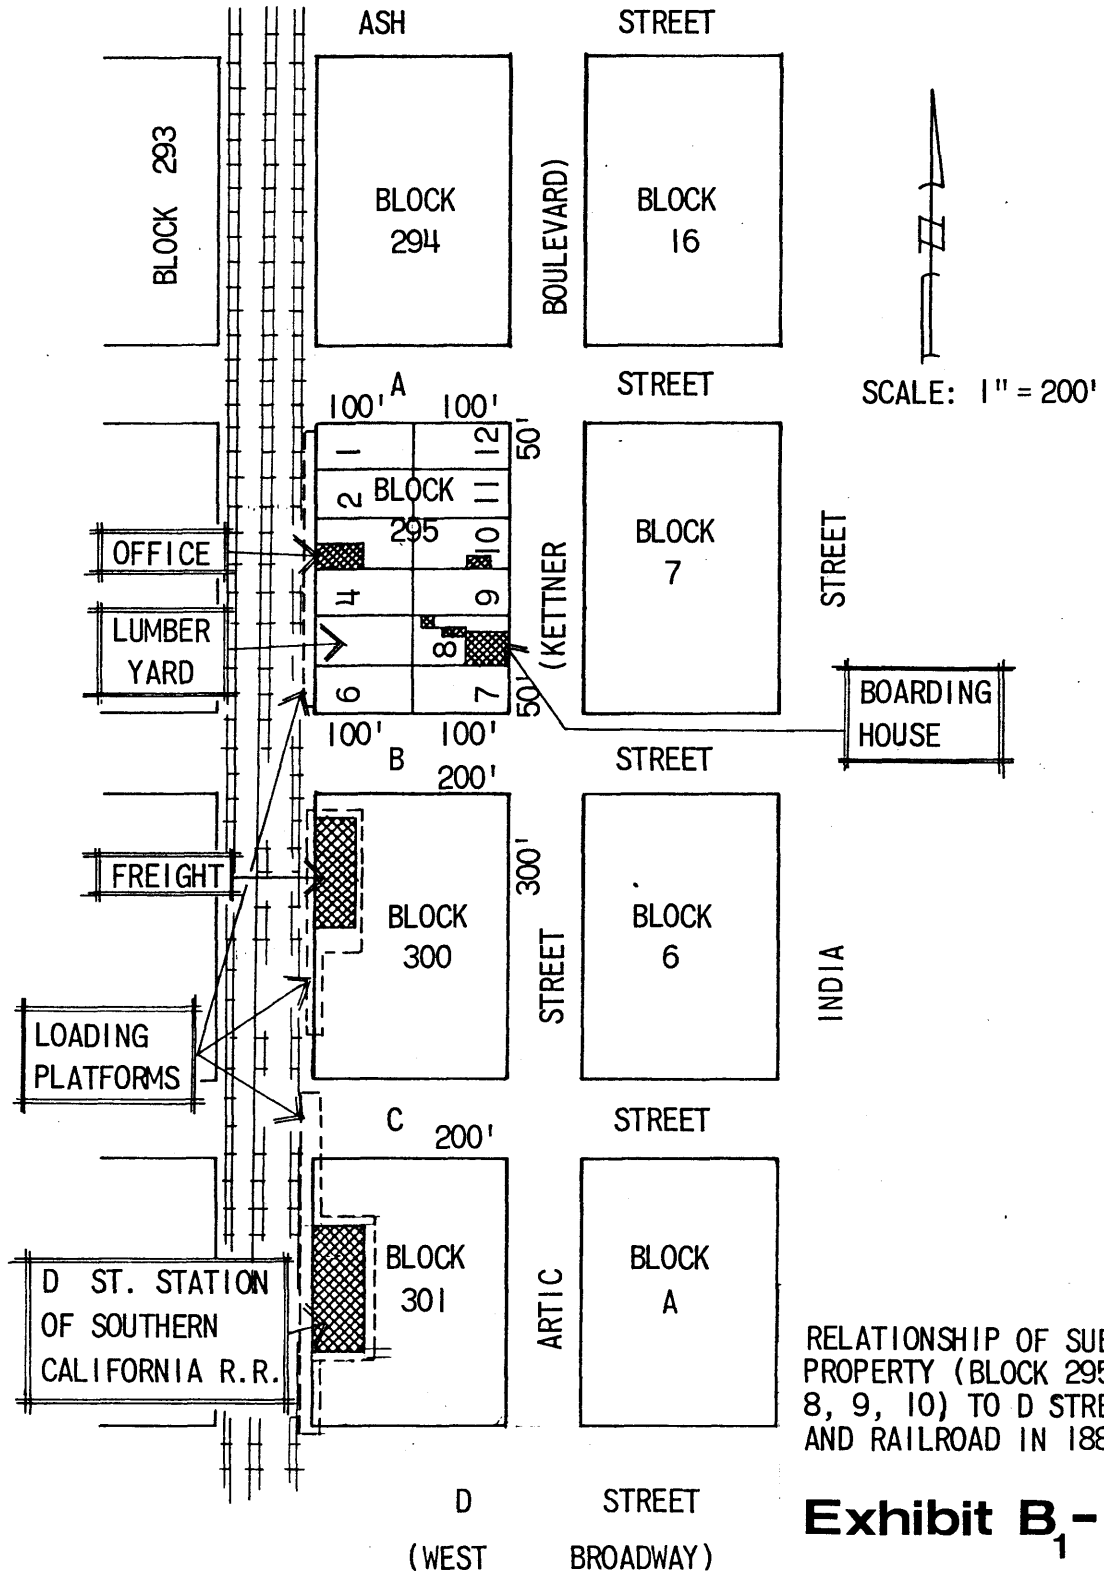 ASH STREET
BLOCK 293
BLOCK
294
BOULEVARD)
BLOCK
16
N
SCALE: 1" = 200'
A STREET
100' 100'
1 12 50'
2 11
BLOCK
295
10
4 9
8
6 7 50'
100' 100'
OFFICE
LUMBER
YARD
(KETTNER
BLOCK
7
STREET
BOARDING
HOUSE
B STREET
200'
300'
FREIGHT
BLOCK
300
STREET
BLOCK
6
INDIA
LOADING
PLATFORMS
C STREET
200'
D ST. STATION
OF SOUTHERN
CALIFORNIA R.R.
BLOCK
301
ARTIC
BLOCK
A
RELATIONSHIP OF
PROPERTY (BLOCK 295
8, 9, 10) TO D
AND RAILROAD IN
Exhibit B1-
D STREET
(WEST BROADWAY)